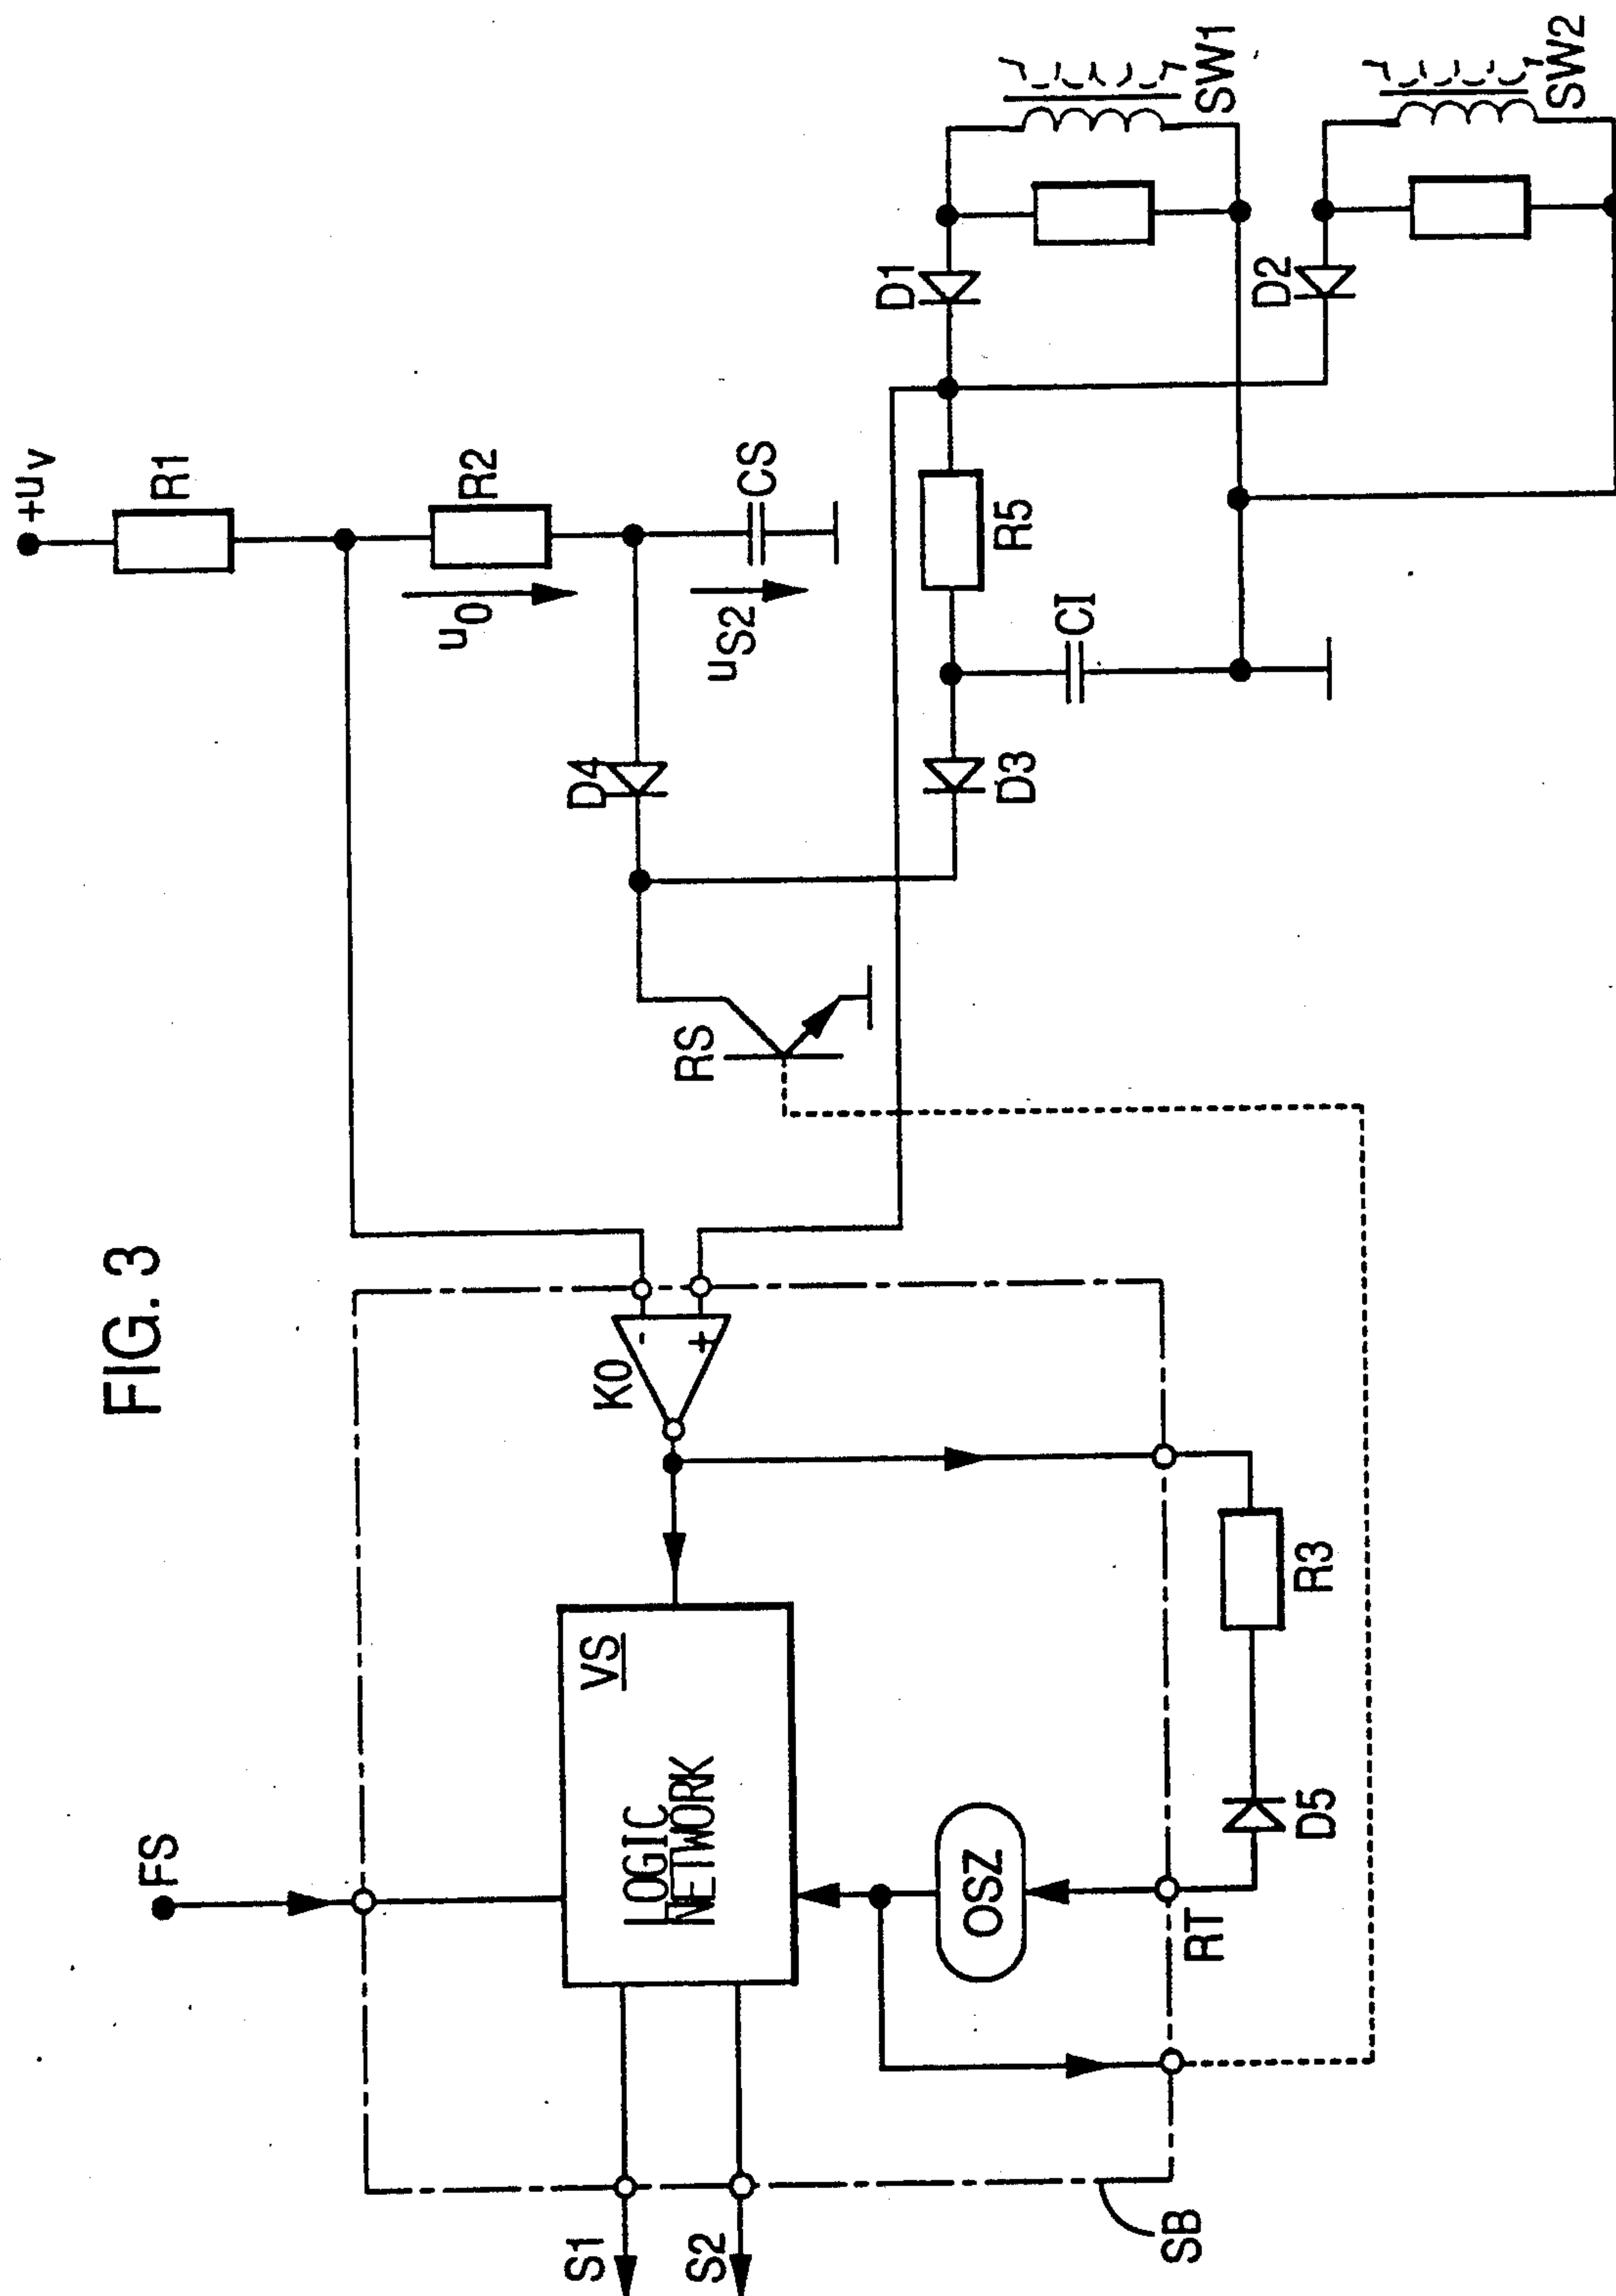 FIG. 3
+uV
R1
R2
u0
CS
uS2
D4
RS
D1
SW1
D2
SW2
R5
CI
D3
K0
FS
VS
LOGIC
NETWORK
OSZ
RT
R3
D5
S1
S2
SB
-
+